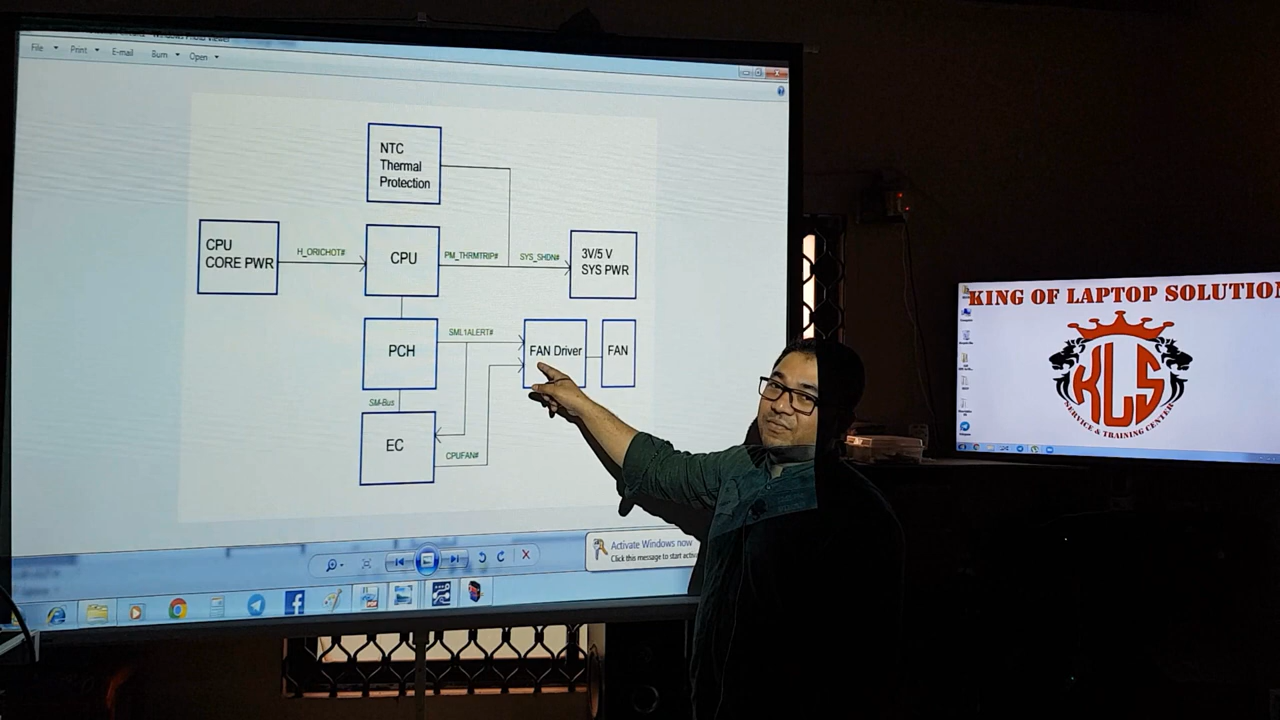 File Print E-mail Burn Open
NTC
Thermal
Protection
CPU
CORE PWR
H_ORICHOT#
CPU
PM_THRMTRIP#
SYS_SHDN#
3V/5 V
SYS PWR
PCH
SML1ALERT#
FAN Driver
FAN
SM-Bus
EC
CPUFAN#
Activate Windows now
Click this message to start activ
KING OF LAPTOP SOLUTION
KLS
SERVICE & TRAINING CENTER